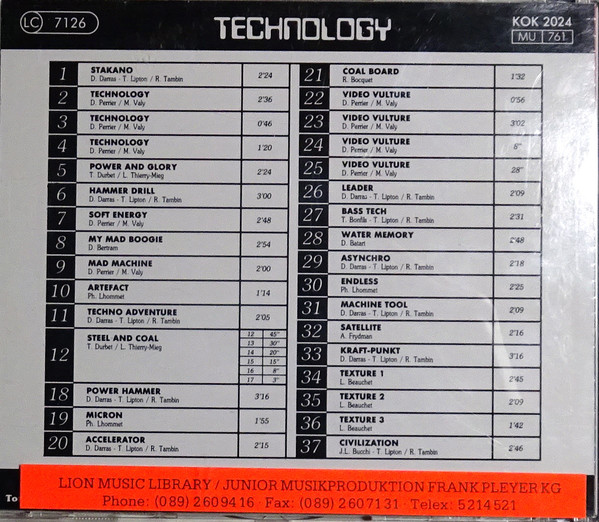 LC 7126
TECHNOLOGY
KOK 2024
MU 761
1 STAKANO 2'24
D. Darras - T. Lipton / R. Tambin
2 TECHNOLOGY 2'36
D. Perrier / M. Valy
3 TECHNOLOGY 0'46
D. Perrier / M. Valy
4 TECHNOLOGY 1'20
D. Perrier / M. Valy
5 POWER AND GLORY 2'24
T. Durbet / L. Thierry-Mieg
6 HAMMER DRILL 3'00
D. Darras - T. Lipton / R. Tambin
7 SOFT ENERGY 2'48
D. Perrier / M. Valy
8 MY MAD BOOGIE 2'54
D. Bertram
9 MAD MACHINE 2'00
D. Perrier / M. Valy
10 ARTEFACT 1'14
Ph. Lhommet
11 TECHNO ADVENTURE 2'05
D. Darras - T. Lipton / R. Tambin
12 STEEL AND COAL
T. Durbet / L. Thierry-Mieg
12 45"
13 30"
14 20"
15 15"
16 8"
17 3"
18 POWER HAMMER 3'16
D. Darras - T. Lipton / R. Tambin
19 MICRON 1'55
Ph. Lhommet
20 ACCELERATOR 2'15
D. Darras - T. Lipton / R. Tambin
21 COAL BOARD 1'32
R. Bocquet
22 VIDEO VULTURE 0'56
D. Perrier / M. Valy
23 VIDEO VULTURE 3'02
D. Perrier / M. Valy
24 VIDEO VULTURE
D. Perrier / M. Valy
25 VIDEO VULTURE 28"
D. Perrier / M. Valy
26 LEADER 2'09
D. Darras - T. Lipton / R. Tambin
27 BASS TECH 2'31
T. Bonfils - T. Lipton / R. Tambin
28 WATER MEMORY 2'48
D. Batart
29 ASYNCHRO 2'18
D. Darras - T. Lipton / R. Tambin
30 ENDLESS 2'25
Ph. Lhommet
31 MACHINE TOOL 2'09
D. Darras - T. Lipton / R. Tambin
32 SATELLITE 2'16
A. Frydman
33 KRAFT-PUNKT 3'16
D. Darras - T. Lipton / R. Tambin
34 TEXTURE 1 2'45
L. Beauchet
35 TEXTURE 2 2'09
L. Beauchet
36 TEXTURE 3 1'42
L. Beauchet
37 CIVILIZATION 2'46
J.L. Bucchi - T. Lipton / R. Tambin
To
LION MUSIC LIBRARY / JUNIOR MUSIKPRODUKTION FRANK PLEYER KG
Phone: (089) 2609416 · Fax: (089) 2607131 · Telex: 5214521